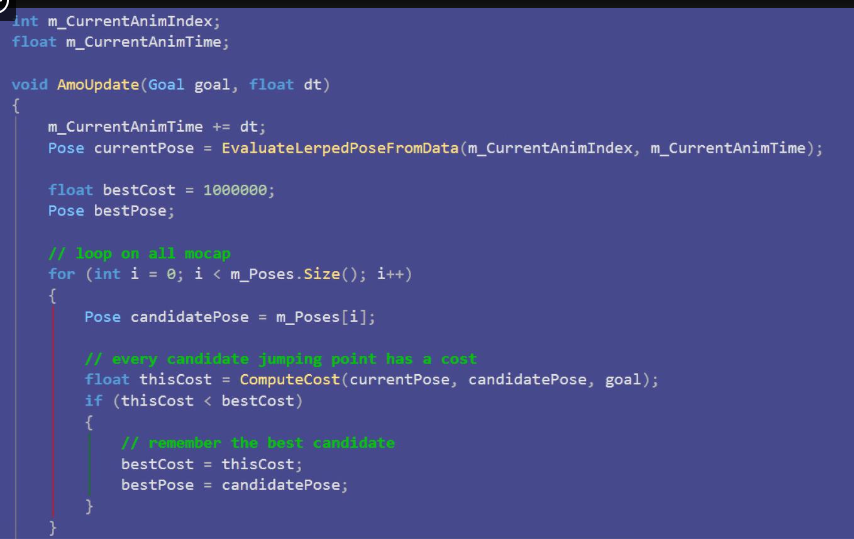 int m_CurrentAnimIndex;
float m_CurrentAnimTime;
void AmoUpdate(Goal goal, float dt)
{
m_CurrentAnimTime += dt;
Pose currentPose = EvaluateLerpedPoseFromData(m_CurrentAnimIndex, m_CurrentAnimTime);
float bestCost = 1000000;
Pose bestPose;
// loop on all mocap
for (int i = 0; i < m_Poses.Size(); i++)
{
Pose candidatePose = m_Poses[i];
// every candidate jumping point has a cost
float thisCost = ComputeCost(currentPose, candidatePose, goal);
if (thisCost < bestCost)
{
// remember the best candidate
bestCost = thisCost;
bestPose = candidatePose;
}
}